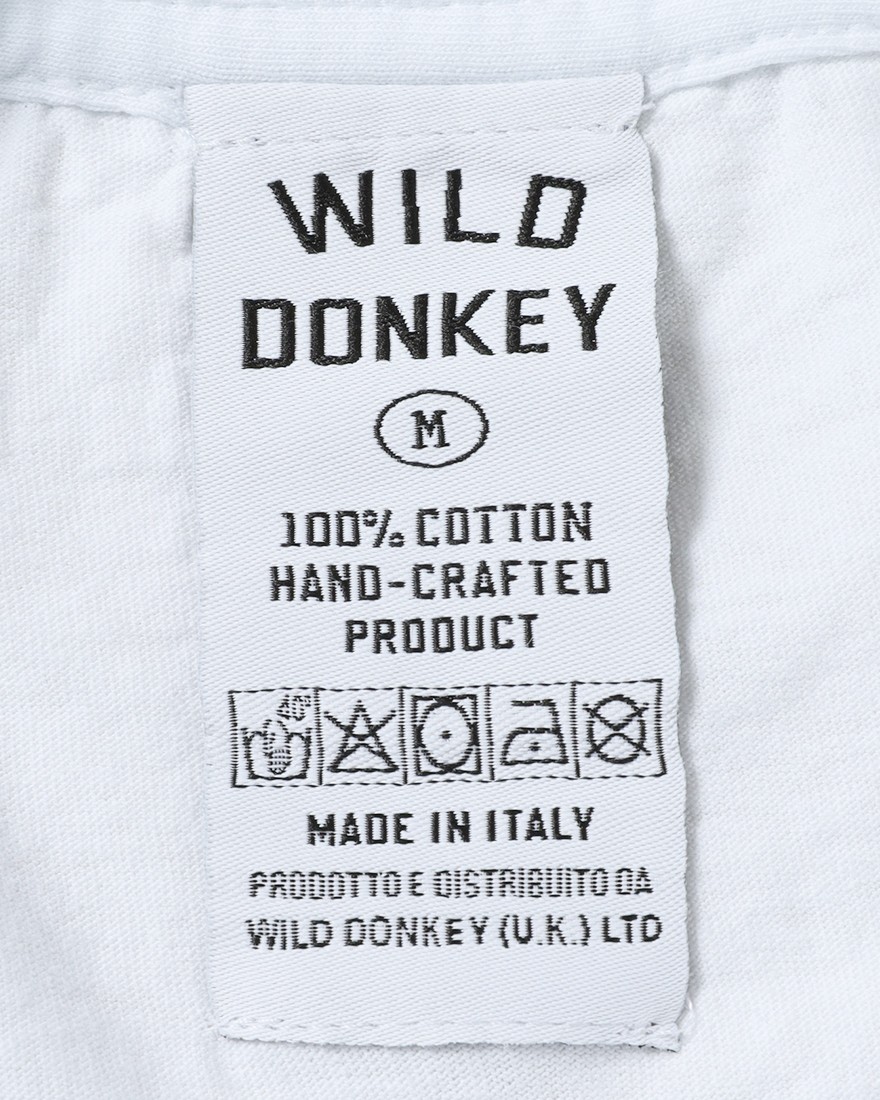 WILD
DONKEY
M
100% COTTON
HAND-CRAFTED
PRODUCT
40°
MADE IN ITALY
PRODOTTO E DISTRIBUITO DA
WILD DONKEY (U.K.) LTD